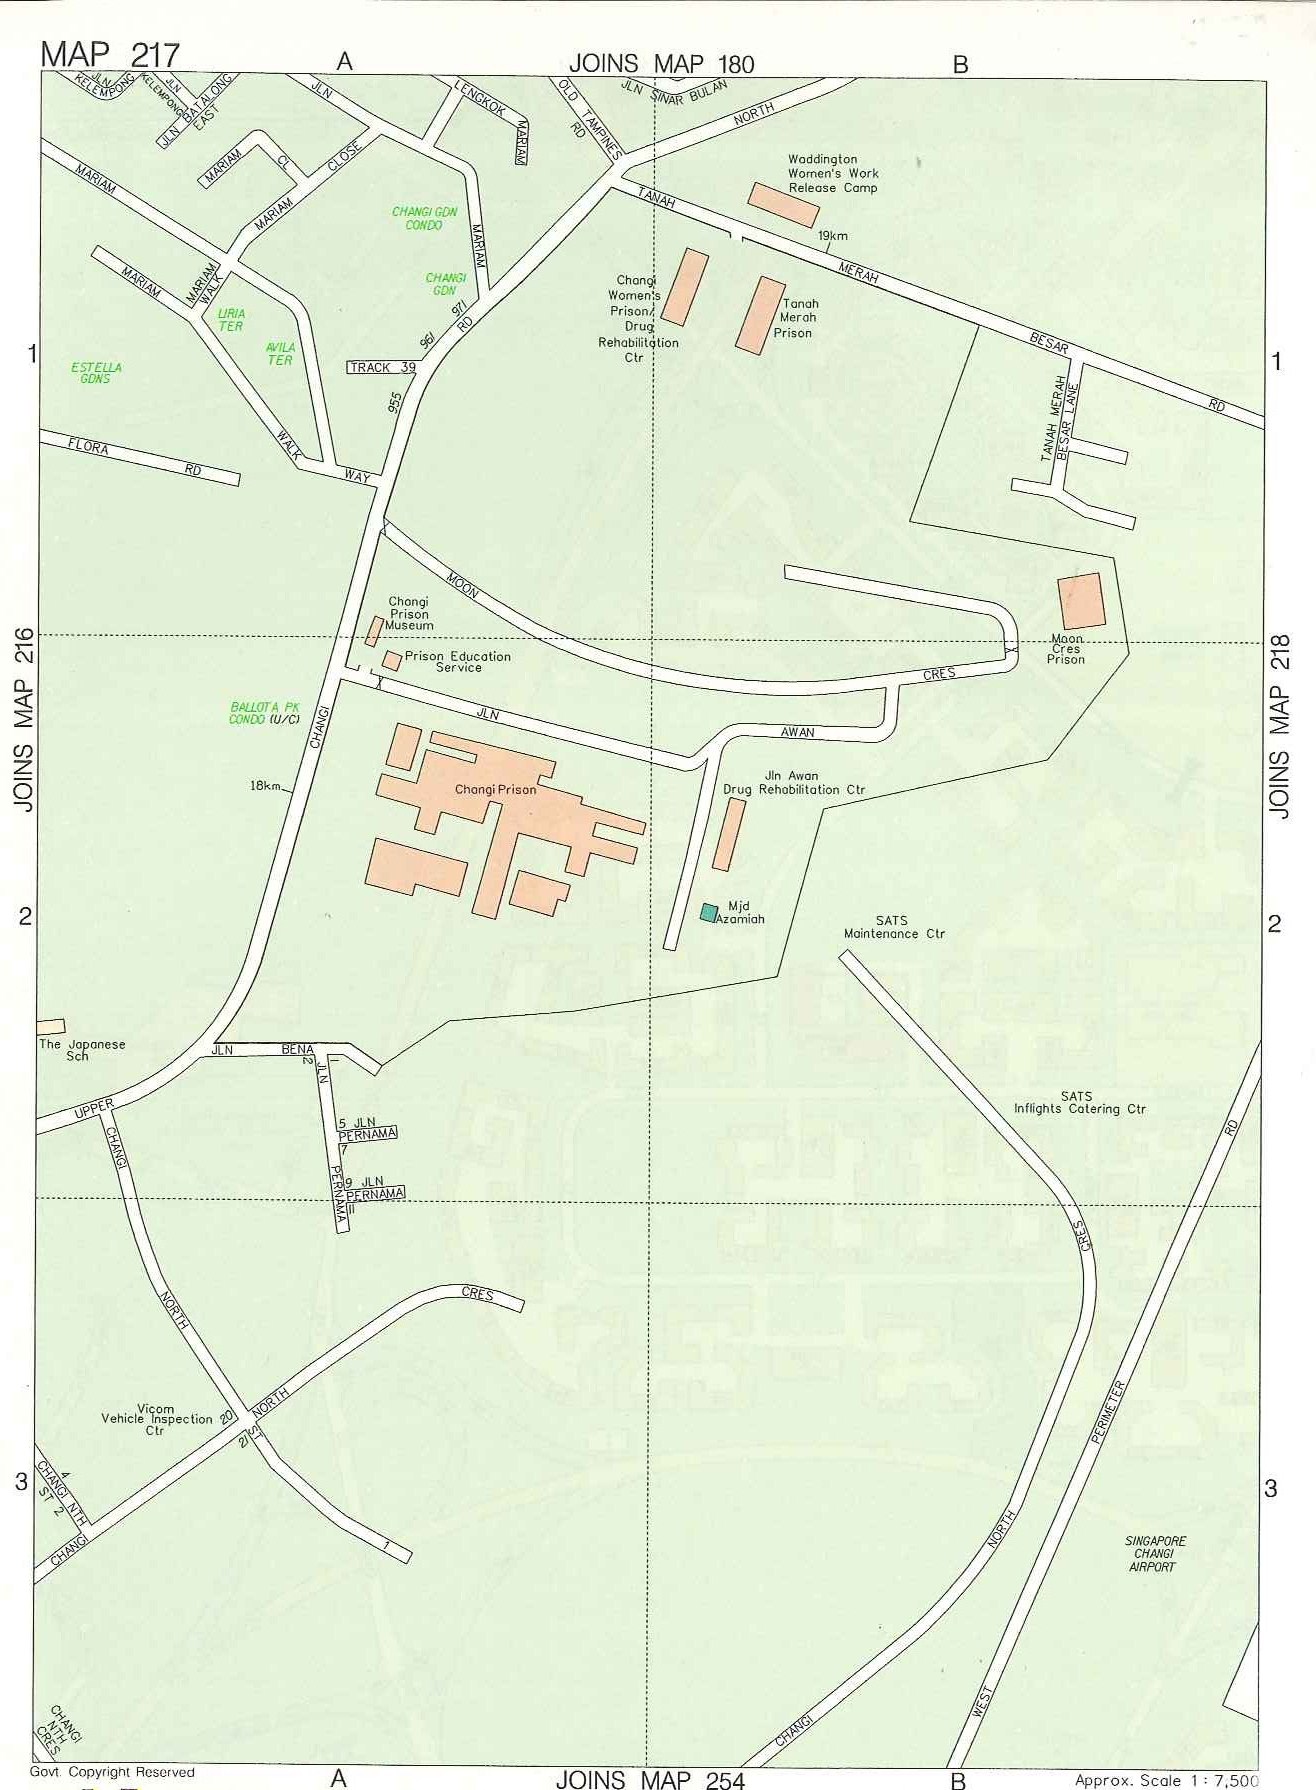 MAP 217
A
JOINS MAP 180
B
JLN
KELEMPONG
JLN
KELEMPONG
JLN BATALONG
EAST
JLN
LENGKOK
MARIAM
OLD TAMPINES
RD
JLN SINAR BULAN
NORTH
MARIAM
MARIAM
CL
CLOSE
MARIAM
Waddington
Women's Work
Release Camp
TANAH
CHANGI GDN
CONDO
MARIAM
19km
MERAH
MARIAM
MARIAM
WALK
CHANGI
GDN
Changi
Women's
Prison/
Drug
Rehabilitation
Ctr
Tanah
Merah
Prison
LIRIA
TER
971
RD
961
AVILA
TER
BESAR
1
1
ESTELLA
GDNS
TRACK 39
955
RD
TANAH MERAH
BESAR LANE
FLORA
RD
WALK
WAY
MOON
Changi
Prison
Museum
JOINS MAP 216
JOINS MAP 218
Moon
Cres
Prison
Prison Education
Service
CRES
BALLOTA PK
CONDO (U/C)
JLN
CHANGI
AWAN
18km
Changi Prison
Jln Awan
Drug Rehabilitation Ctr
2
2
Mjd
Azamiah
SATS
Maintenance Ctr
The Japanese
Sch
JLN
BENA
2
1
JLN
UPPER
SATS
Inflights Catering Ctr
CHANGI
5 JLN
PERNAMA
7
RD
PERNAMA
9 JLN
PERNAMA
11
CRES
NORTH
CRES
NORTH
Vicom
Vehicle Inspection
Ctr
20
21
ST
PERIMETER
3
3
4
CHANGI NTH
ST 2
CHANGI
1
NORTH
SINGAPORE
CHANGI
AIRPORT
CHANGI
NTH
CRES
CHANGI
WEST
Govt. Copyright Reserved
A
JOINS MAP 254
B
Approx. Scale 1 : 7,500